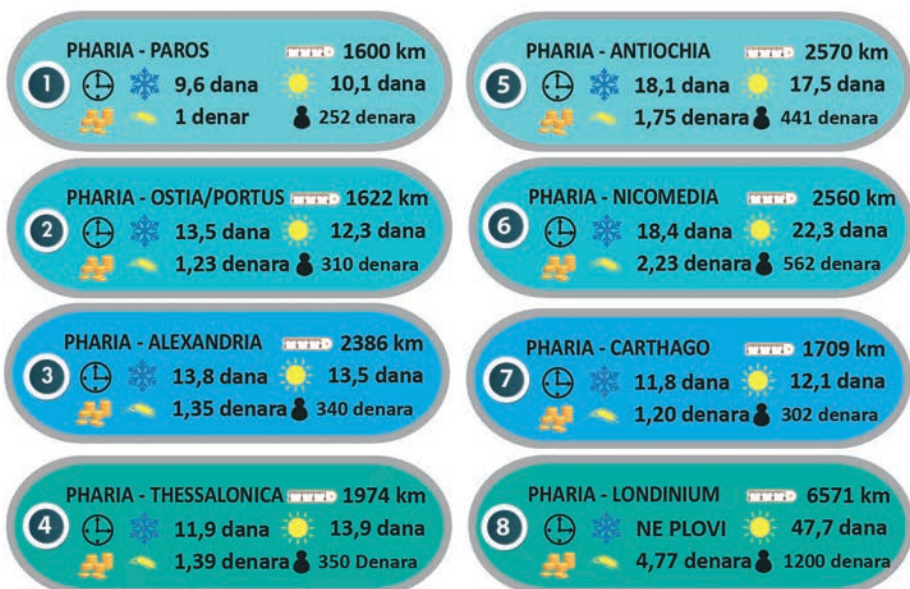 1
PHARIA - PAROS 1600 km
9,6 dana 10,1 dana
1 denar 252 denara
2
PHARIA - OSTIA/PORTUS 1622 km
13,5 dana 12,3 dana
1,23 denara 310 denara
3
PHARIA - ALEXANDRIA 2386 km
13,8 dana 13,5 dana
1,35 denara 340 denara
4
PHARIA - THESSALONICA 1974 km
11,9 dana 13,9 dana
1,39 denara 350 Denara
5
PHARIA - ANTIOCHIA 2570 km
18,1 dana 17,5 dana
1,75 denara 441 denara
6
PHARIA - NICOMEDIA 2560 km
18,4 dana 22,3 dana
2,23 denara 562 denara
7
PHARIA - CARTHAGO 1709 km
11,8 dana 12,1 dana
1,20 denara 302 denara
8
PHARIA - LONDINIUM 6571 km
NE PLOVI 47,7 dana
4,77 denara 1200 denara